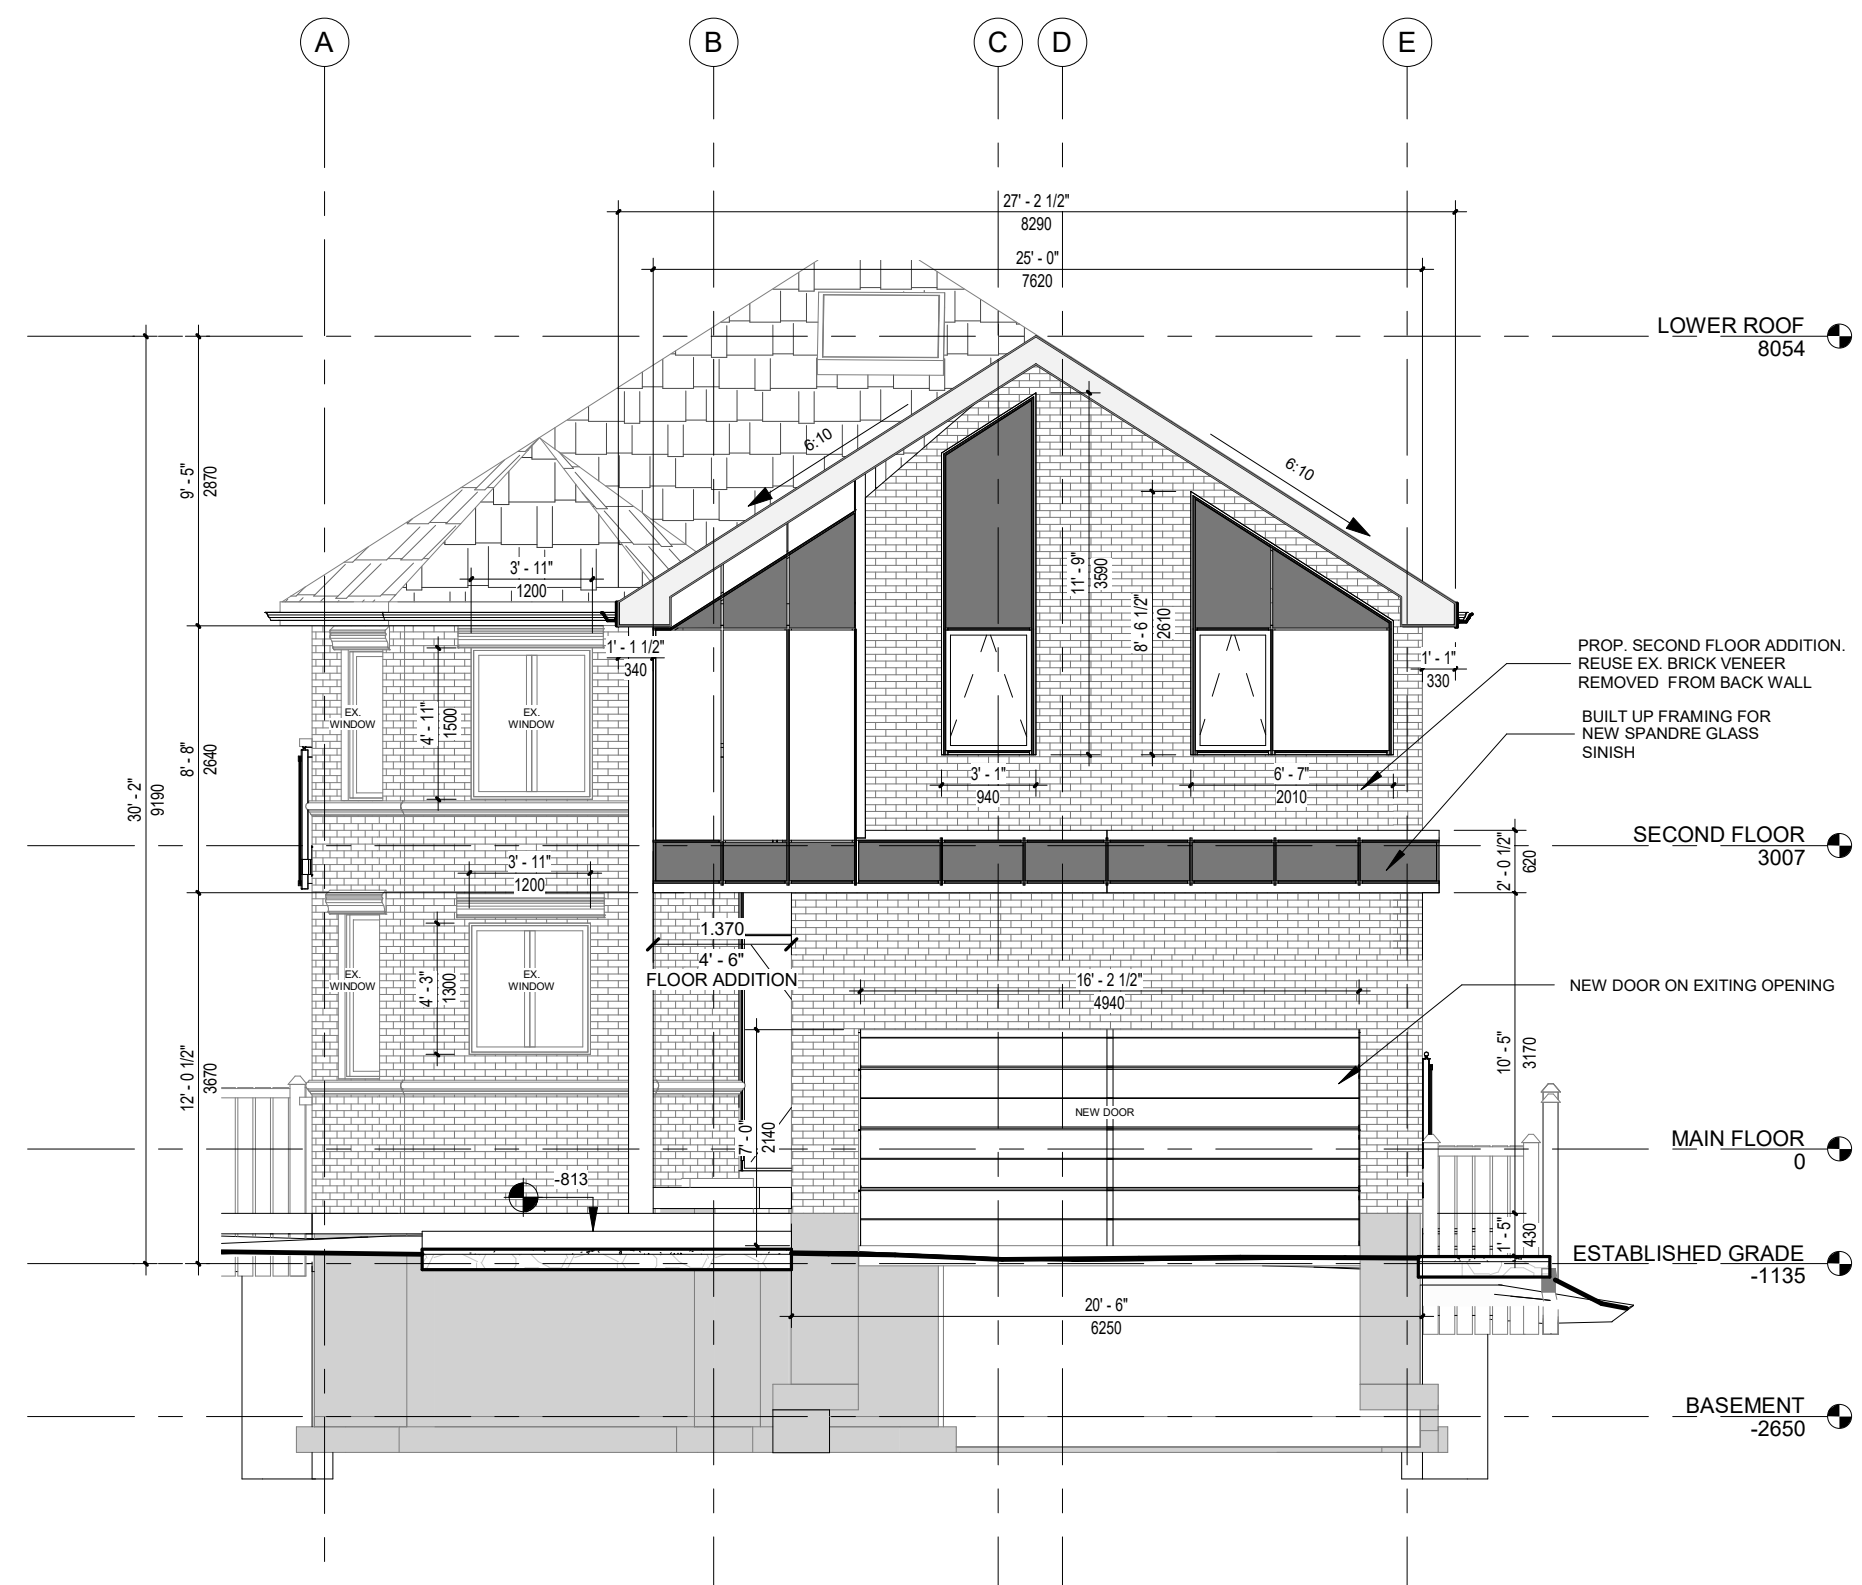 A
B
C
D
E
27' - 2 1/2"
8290
25' - 0"
7620
LOWER ROOF
8054
6:10
6:10
9' - 5"
2870
3' - 11"
1200
11' - 9"
3590
8' - 6 1/2"
2610
1' - 1 1/2"
340
1' - 1"
330
PROP. SECOND FLOOR ADDITION.
REUSE EX. BRICK VENEER
REMOVED FROM BACK WALL
EX.
WINDOW
4' - 11"
1500
EX.
WINDOW
BUILT UP FRAMING FOR
NEW SPANDRE GLASS
SINISH
8' - 8"
2640
30' - 2"
9190
3' - 1"
940
6' - 7"
2010
SECOND FLOOR
3007
2' - 0 1/2"
620
3' - 11"
1200
1.370
4' - 6"
FLOOR ADDITION
EX.
WINDOW
4' - 3"
1300
EX.
WINDOW
16' - 2 1/2"
4940
NEW DOOR ON EXITING OPENING
12' - 0 1/2"
3670
10' - 5"
3170
7' - 0"
2140
NEW DOOR
MAIN FLOOR
0
-813
1' - 5"
430
ESTABLISHED GRADE
-1135
20' - 6"
6250
BASEMENT
-2650